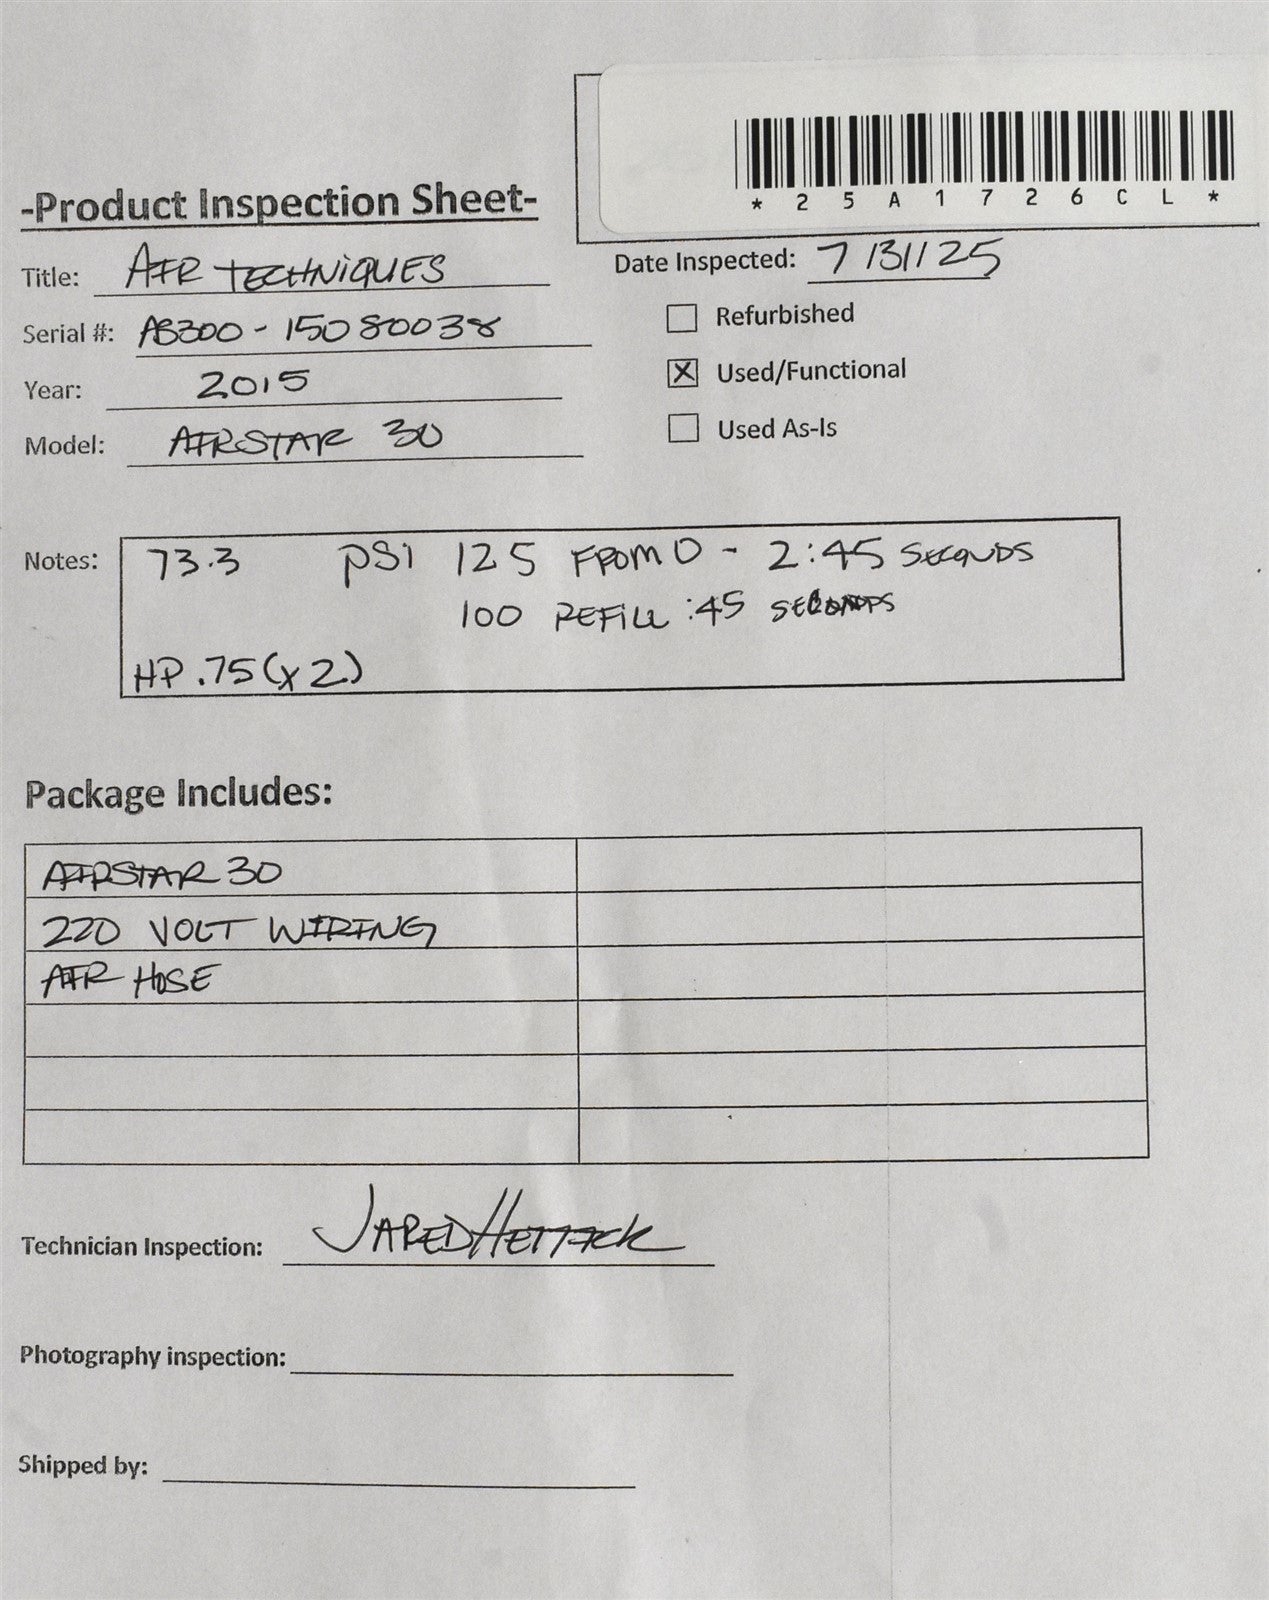 *25A1726CL*
-Product Inspection Sheet-
Title: AIR TECHNIQUES
Date Inspected: 7/31/25
Refurbished
Serial #: AS300-15080038
X Used/Functional
Year: 2015
Used As-Is
Model: AIRSTAR 30
Notes: 73.3 PSi 125 FROM 0 - 2:45 SECONDS
100 REFILL :45 SECONDS
HP .75 (x2)
Package Includes:
AIRSTAR 30
220 VOLT WIRING
AIR HOSE
Technician Inspection: JARED
Photography inspection:
Shipped by: